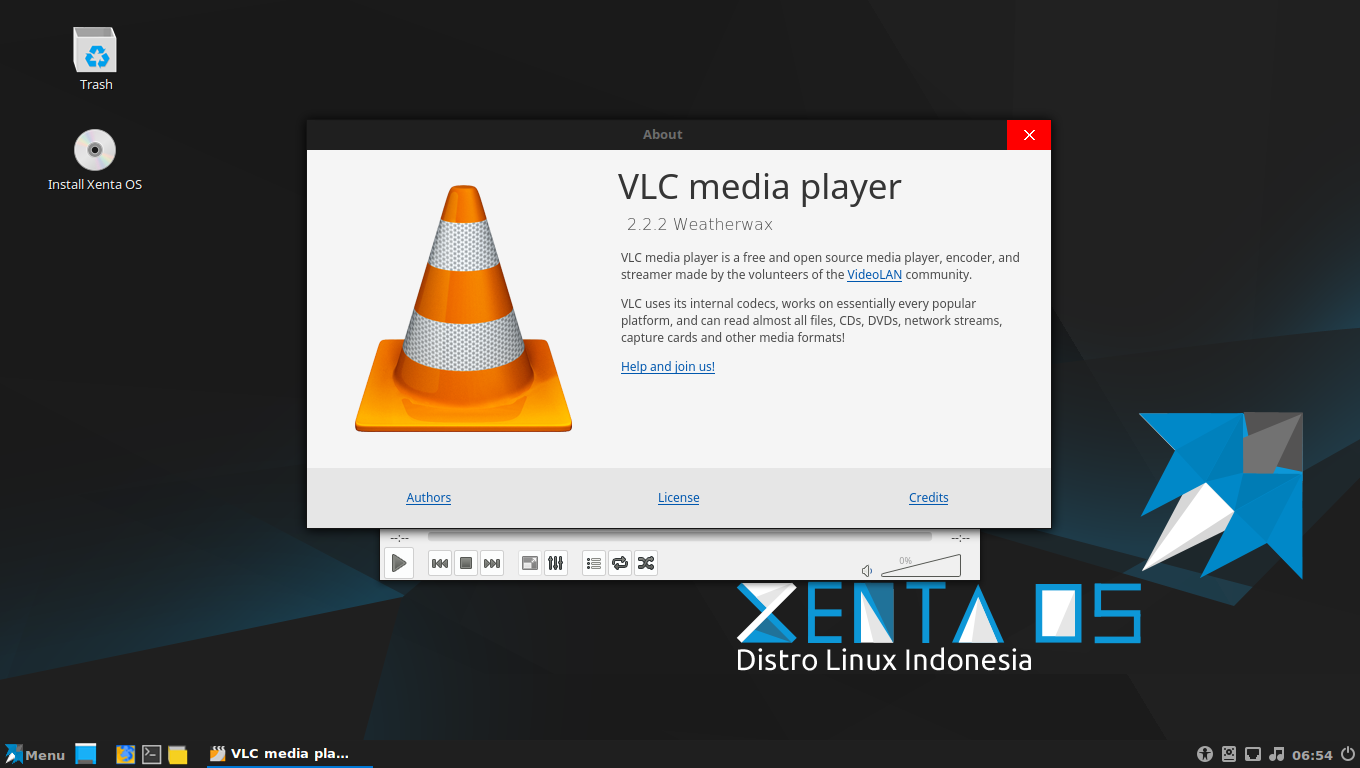 Trash
Install Xenta OS
About
VLC media player
2.2.2 Weatherwax
VLC media player is a free and open source media player, encoder, and
streamer made by the volunteers of the VideoLAN community.
VLC uses its internal codecs, works on essentially every popular
platform, and can read almost all files, CDs, DVDs, network streams,
capture cards and other media formats!
Help and join us!
Authors
License
Credits
--:--
--:--
0%
XENTA OS
Distro Linux Indonesia
Menu
VLC media pla...
06:54